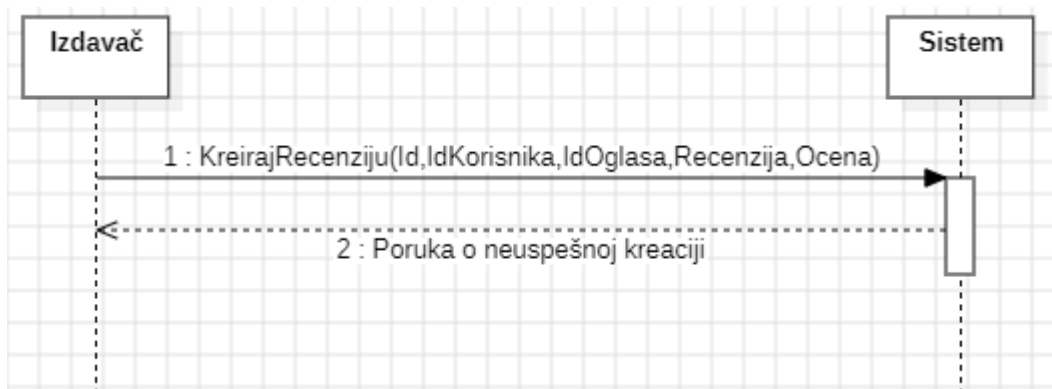 Izdavač
Sistem
1 : KreirajRecenziju(Id,IdKorisnika,IdOglasa,Recenzija,Ocena)
2 : Poruka o neuspešnoj kreaciji